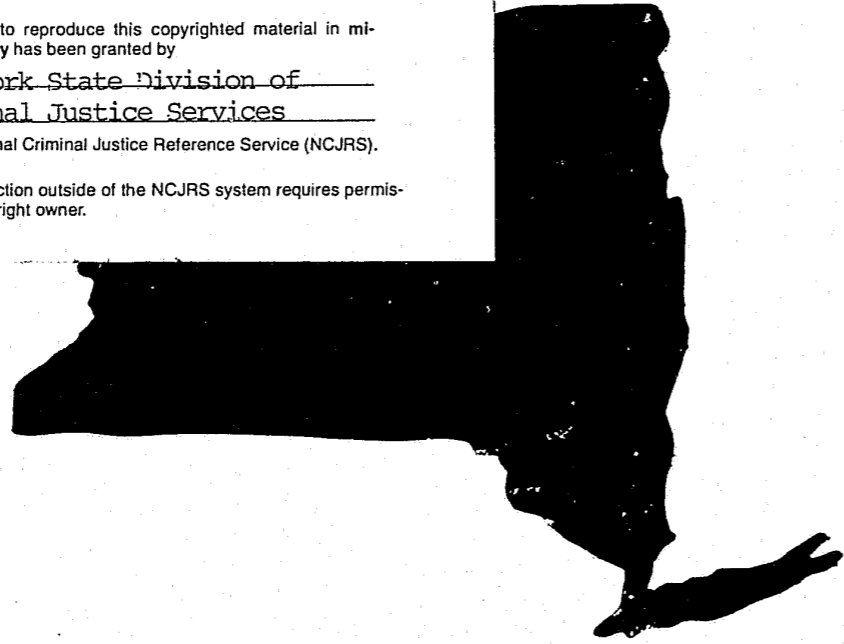 to reproduce this copyrighted material in mi-
y has been granted by
ork State Division of
nal Justice Services
nal Criminal Justice Reference Service (NCJRS).
ction outside of the NCJRS system requires permis-
right owner.